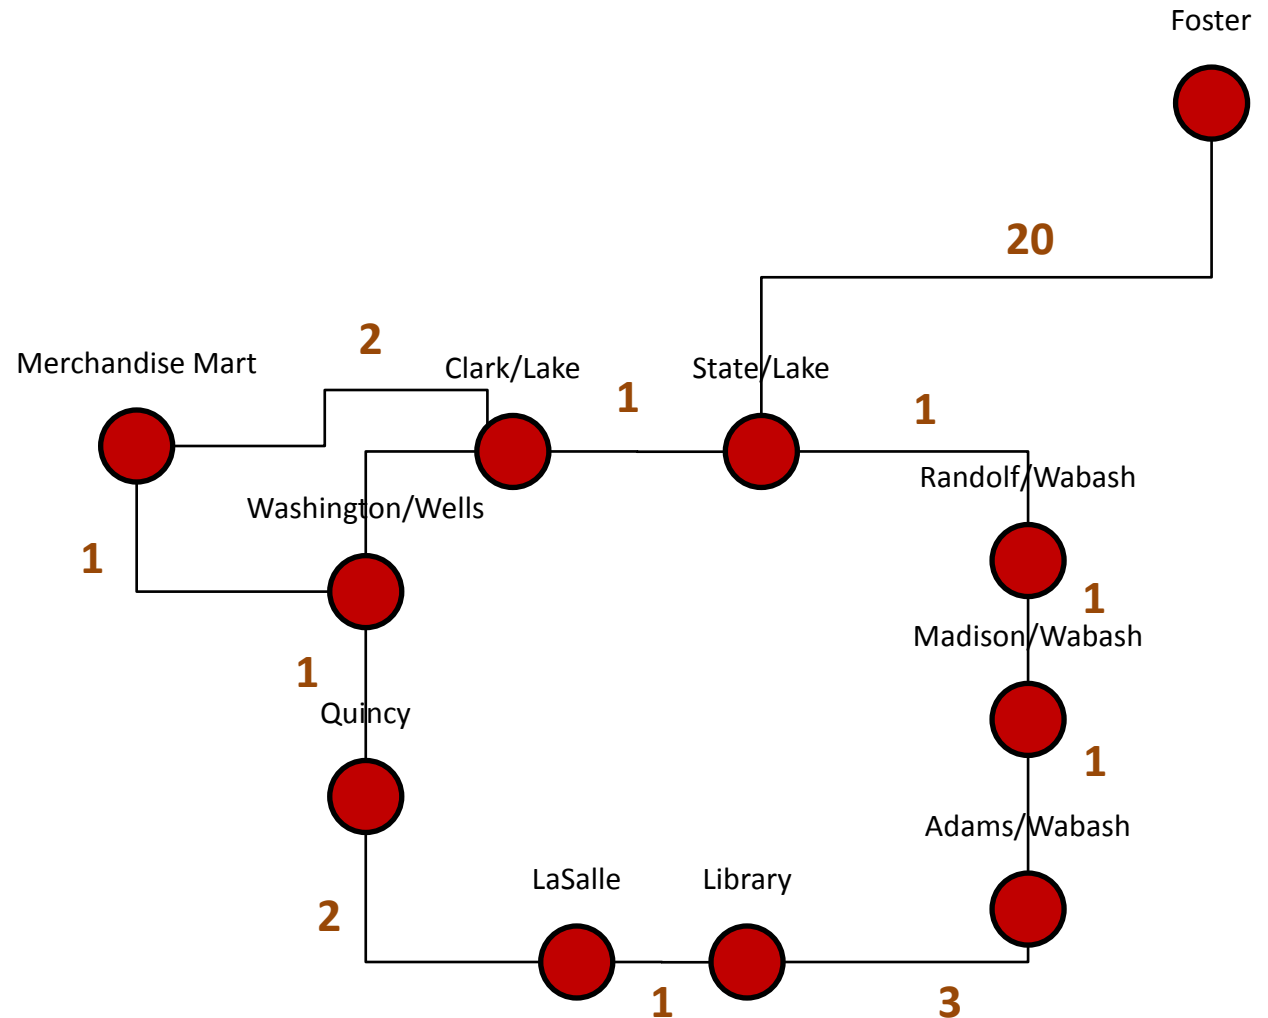 Foster
20
2
Merchandise Mart
Clark/Lake
1
State/Lake
1
Randolf/Wabash
Washington/Wells
1
1
Madison/Wabash
1
Quincy
1
Adams/Wabash
LaSalle
Library
2
1
3